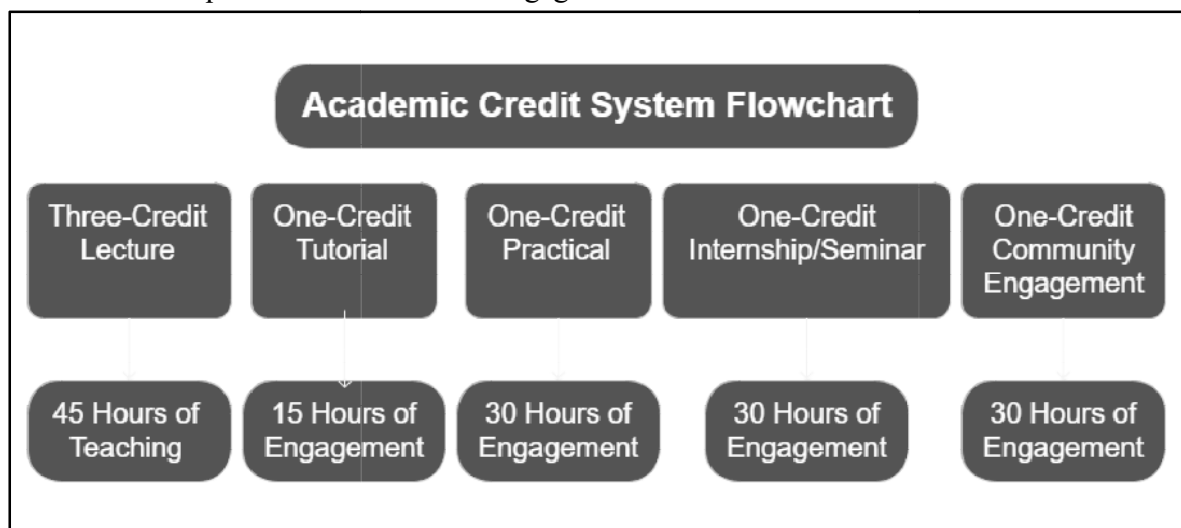 Academic Credit System Flowchart
Three-Credit
Lecture
One-Credit
Tutorial
One-Credit
Practical
One-Credit
Internship/Seminar
One-Credit
Community
Engagement
45 Hours of
Teaching
15 Hours of
Engagement
30 Hours of
Engagement
30 Hours of
Engagement
30 Hours of
Engagement